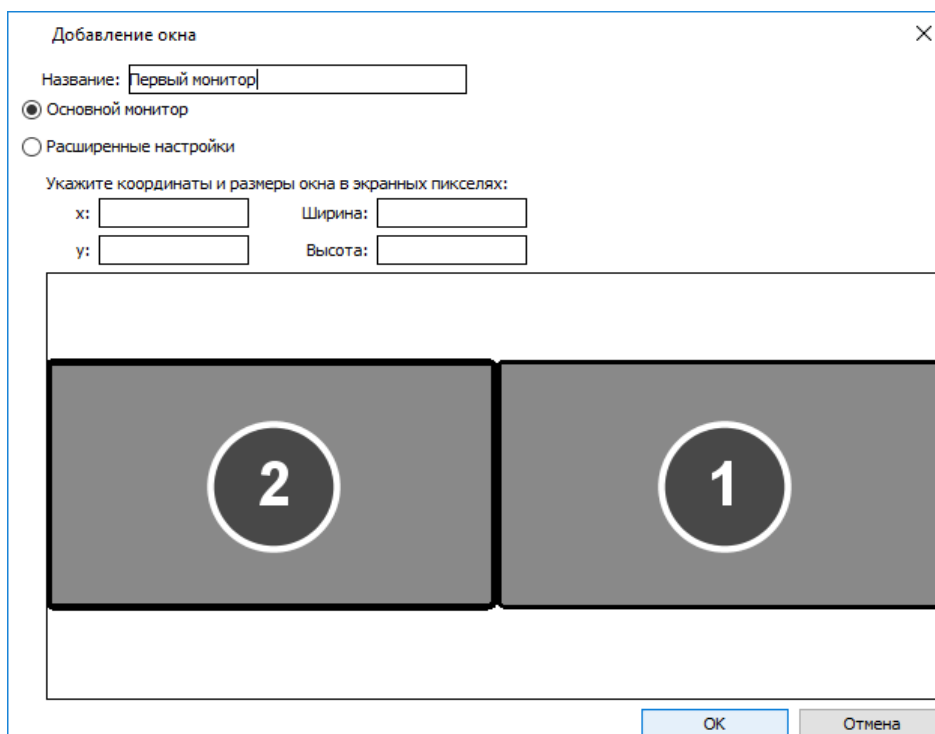 Добавление окна
Название: Первый монитор
Основной монитор
Расширенные настройки
Укажите координаты и размеры окна в экранных пикселях:
x: Ширина:
y: Высота:
2 1
OK Отмена